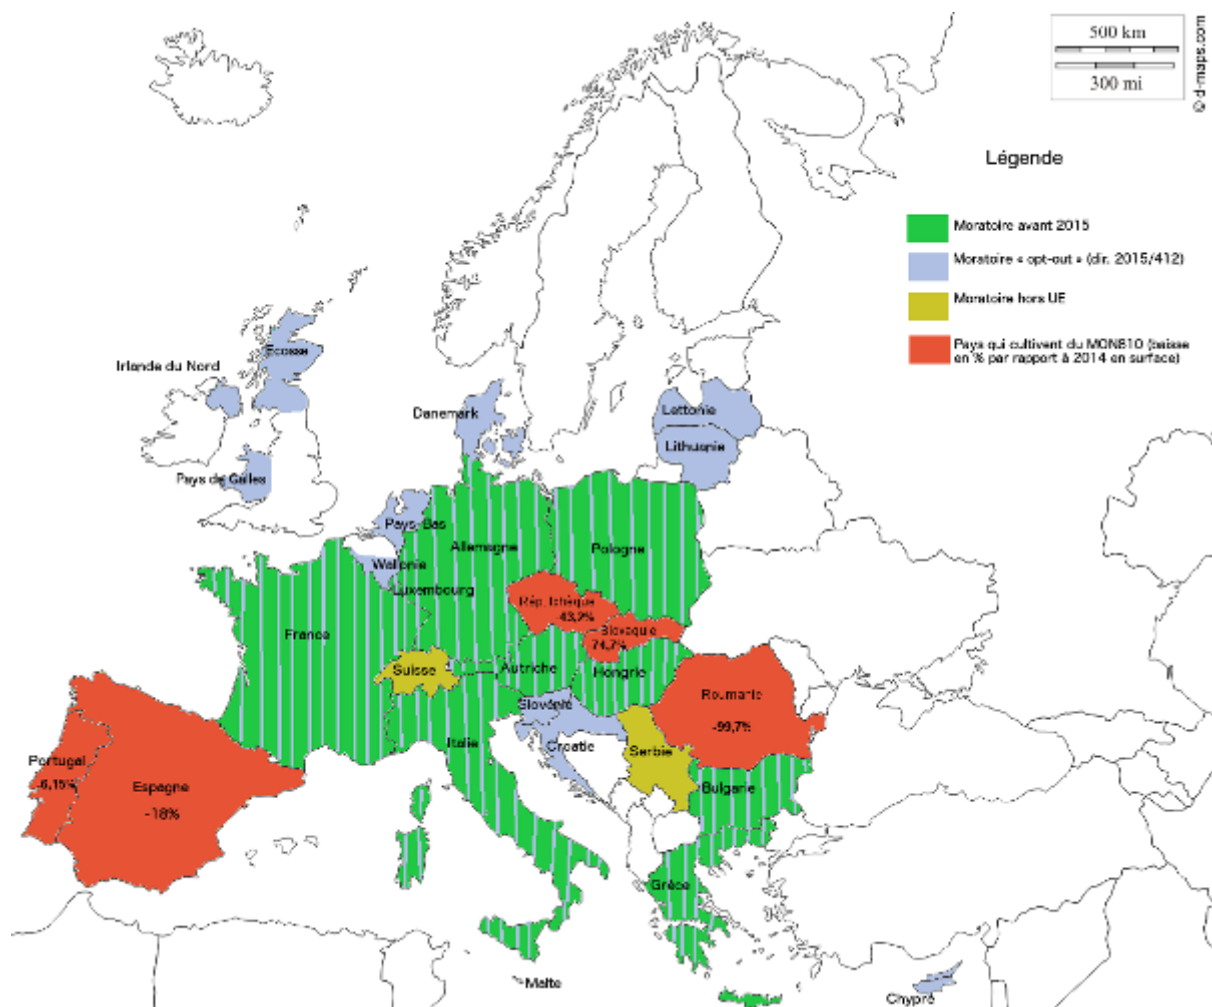 500 km
300 mi
© d-maps.com
Légende
Moratoire avant 2015
Moratoire « opt-out » (dir. 2015/412)
Moratoire hors UE
Pays qui cultivent du MON810 (baisse
en % par rapport à 2014 en surface)
Ecosse
Irlande du Nord
Danemark
Lettonie
Lithuanie
Pays de Galles
Pays-Bas
Allemagne
Pologne
Wallonie
Luxembourg
Rép. tchèque
43,2%
Slovaquie
74,7%
France
Suisse
Autriche
Hongrie
Slovénie
Roumanie
-99,7%
Italie
Croatie
Serbie
Portugal
-6,15%
Espagne
-18%
Bulgarie
Grèce
Malte
Chypre